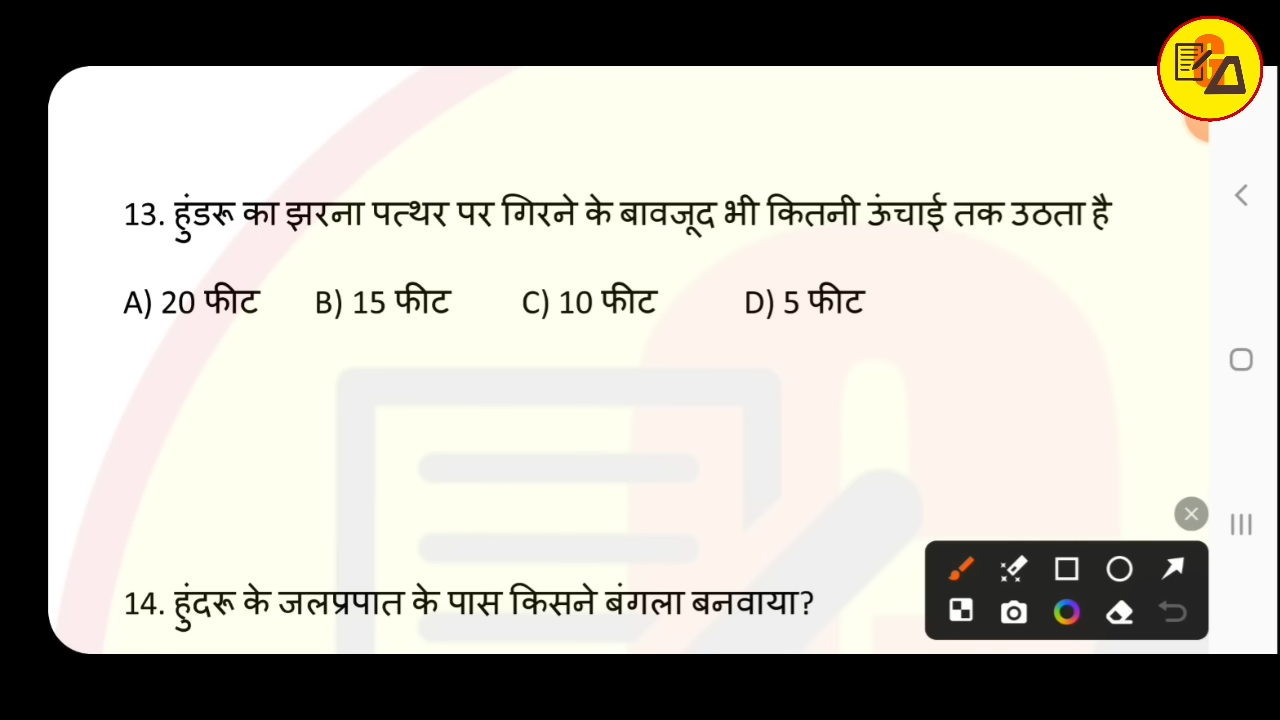 13. हुंडरू का झरना पत्थर पर गिरने के बावजूद भी कितनी ऊंचाई तक उठता है
A) 20 फीट B) 15 फीट C) 10 फीट D) 5 फीट
14. हुंदरू के जलप्रपात के पास किसने बंगला बनवाया?